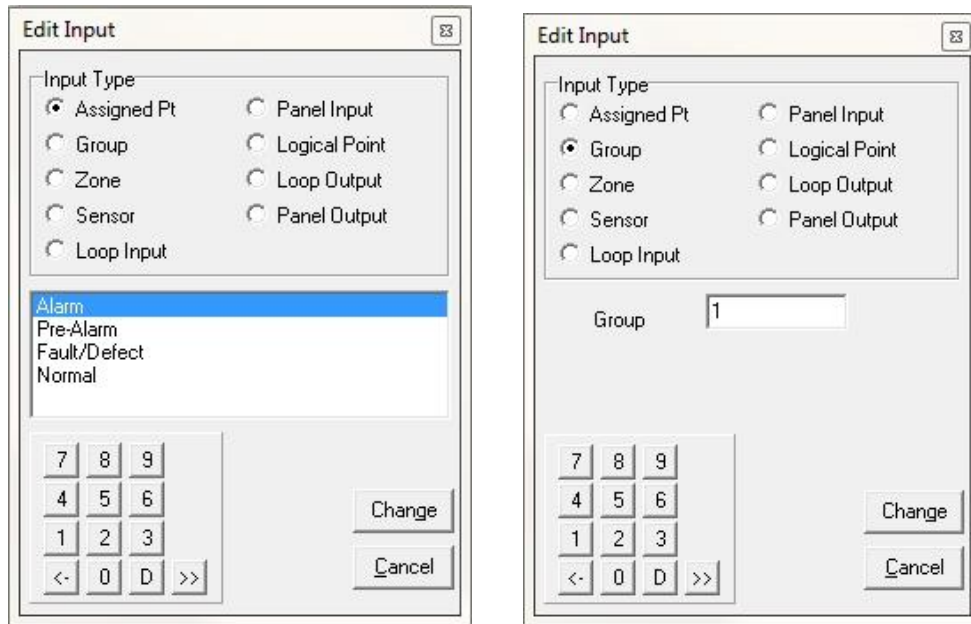 Edit Input
Input Type
Assigned Pt Panel Input
Group Logical Point
Zone Loop Output
Sensor Panel Output
Loop Input
Alarm
Pre-Alarm
Fault/Defect
Normal
7 8 9
4 5 6
1 2 3
<- 0 D >>
Change
Cancel
Edit Input
Input Type
Assigned Pt Panel Input
Group Logical Point
Zone Loop Output
Sensor Panel Output
Loop Input
Group 1
7 8 9
4 5 6
1 2 3
<- 0 D >>
Change
Cancel